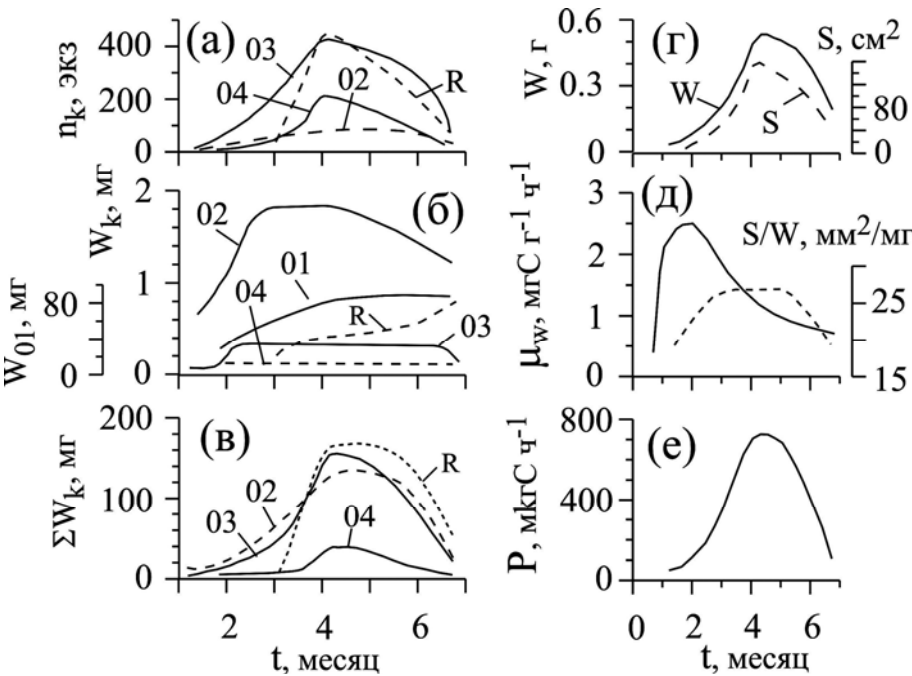 (а)
n_k, экз
400
200
0
03
04
02
R
(г)
W, г
0.6
0.3
0
W
S
S, см²
80
0
(б)
W_k, мг
2
1
0
W_01, мг
80
0
02
01
04
R
03
(д)
μ_w, мгС г⁻¹ ч⁻¹
3
2
1
0
S/W, мм²/мг
25
15
(в)
ΣW_k, мг
200
100
0
02
03
04
R
2 4 6
t, месяц
(е)
P, мкгС ч⁻¹
800
400
0
0 2 4 6
t, месяц